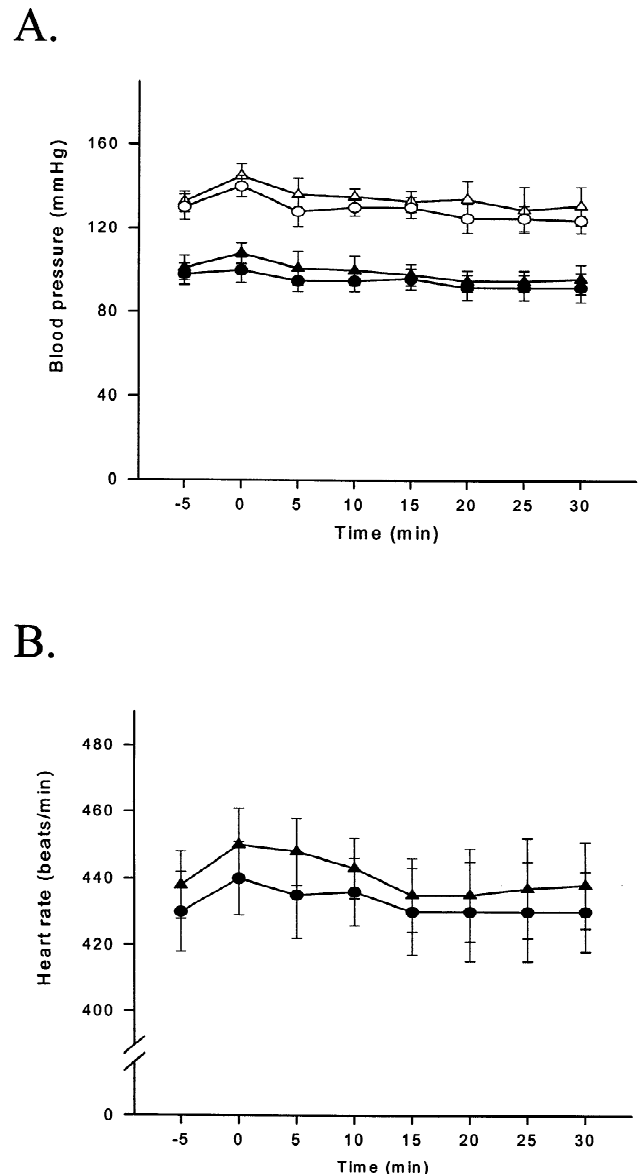 A.
160
120
80
40
0
Blood pressure (mmHg)
-5 0 5 10 15 20 25 30
Time (min)
B.
480
460
440
420
400
0
Heart rate (beats/min)
-5 0 5 10 15 20 25 30
Time (min)